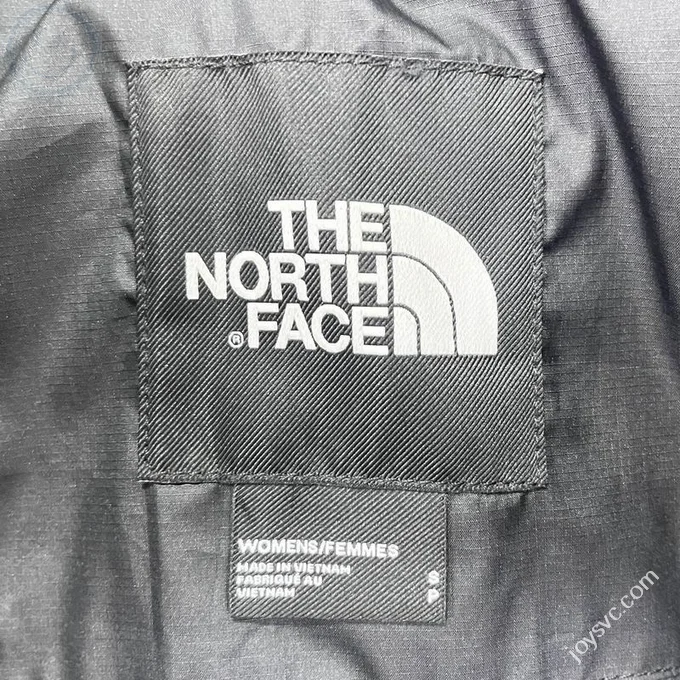 THE
NORTH
® FACE
WOMENS/FEMMES
MADE IN VIETNAM S
FABRIQUÉ AU P
VIETNAM
joysvc.com